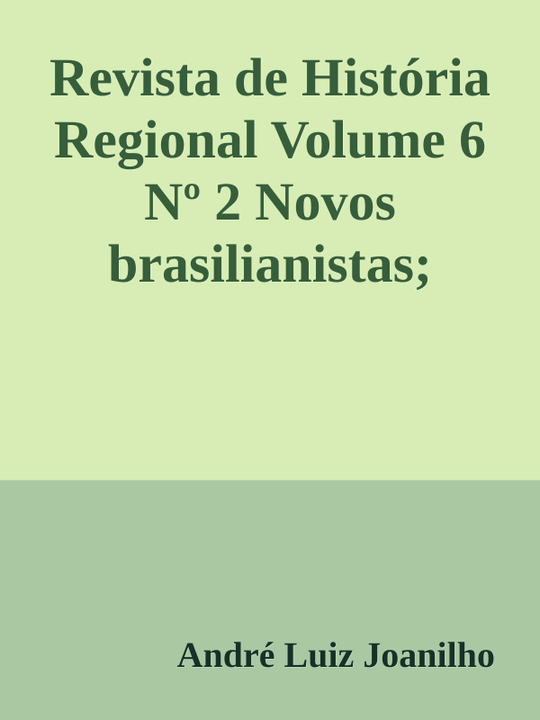 Revista de História
Regional Volume 6
Nº 2 Novos
brasilianistas;
André Luiz Joanilho